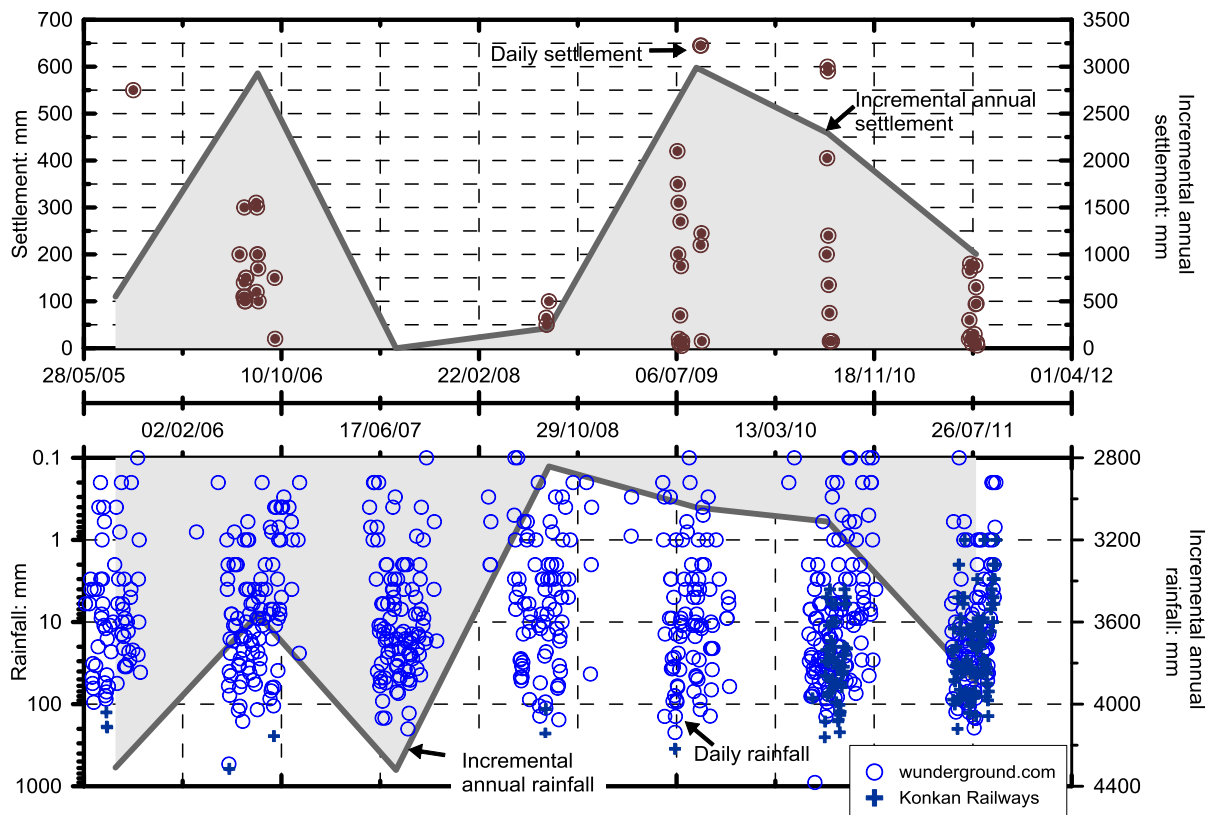 700
600
500
400
300
200
100
0
Settlement: mm
3500
3000
2500
2000
1500
1000
500
0
Incremental annual
settlement: mm
Daily settlement
Incremental annual
settlement
28/05/05
10/10/06
22/02/08
06/07/09
18/11/10
01/04/12
02/02/06
17/06/07
29/10/08
13/03/10
26/07/11
0.1
1
10
100
1000
Rainfall: mm
2800
3200
3600
4000
4400
Incremental annual
rainfall: mm
Incremental
annual rainfall
Daily rainfall
wunderground.com
Konkan Railways